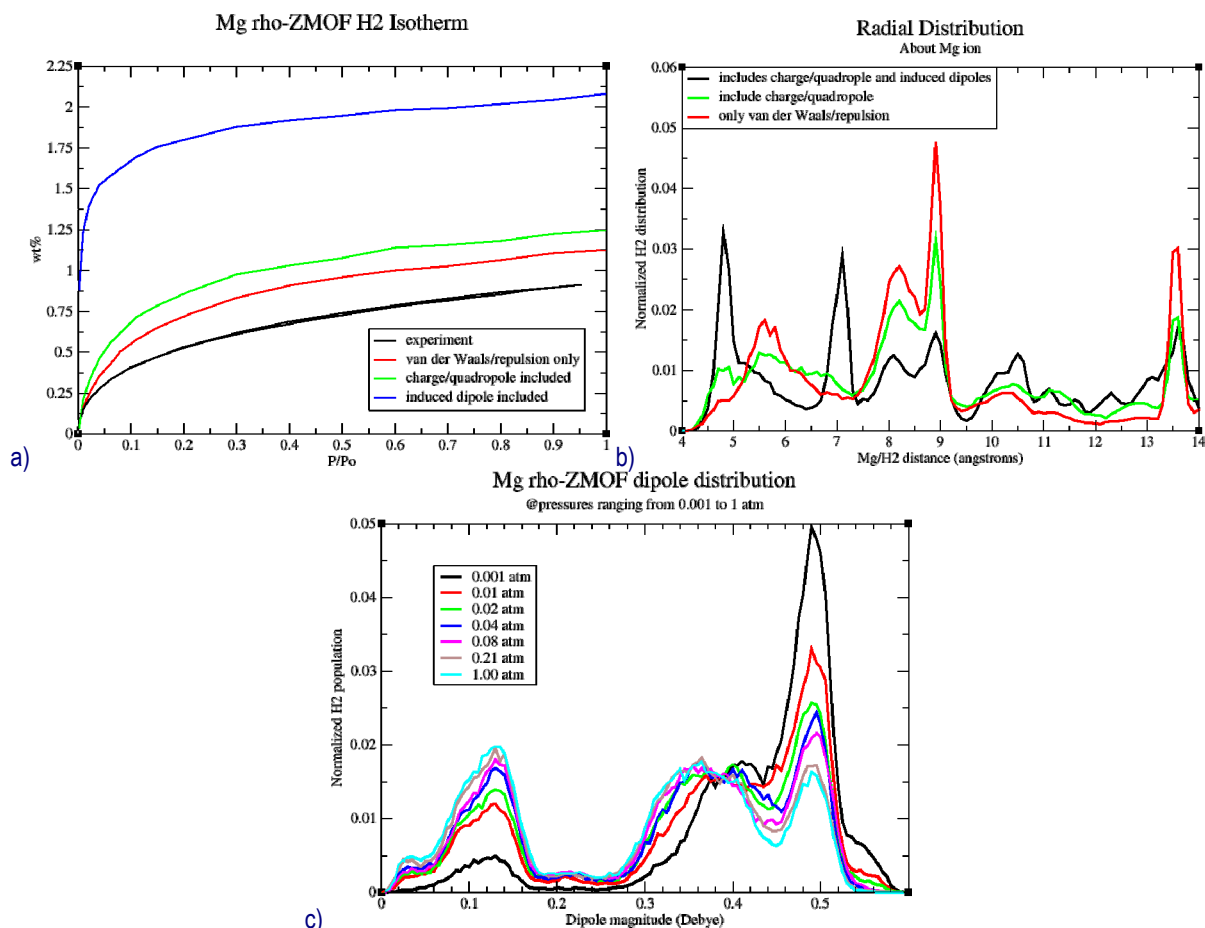 Mg rho-ZMOF H2 Isotherm
2.25
2
1.75
1.5
1.25
1
0.75
0.5
0.25
0
wt%
experiment
van der Waals/repulsion only
charge/quadropole included
induced dipole included
0 0.1 0.2 0.3 0.4 0.5 0.6 0.7 0.8 0.9 1
P/Po
a)
Radial Distribution
About Mg ion
0.06
0.05
0.04
0.03
0.02
0.01
0
Normalized H2 distribution
includes charge/quadrople and induced dipoles
include charge/quadropole
only van der Waals/repulsion
4 5 6 7 8 9 10 11 12 13 14
Mg/H2 distance (angstroms)
b)
Mg rho-ZMOF dipole distribution
@pressures ranging from 0.001 to 1 atm
0.05
0.04
0.03
0.02
0.01
0
Normalized H2 population
0.001 atm
0.01 atm
0.02 atm
0.04 atm
0.08 atm
0.21 atm
1.00 atm
0 0.1 0.2 0.3 0.4 0.5
Dipole magnitude (Debye)
c)